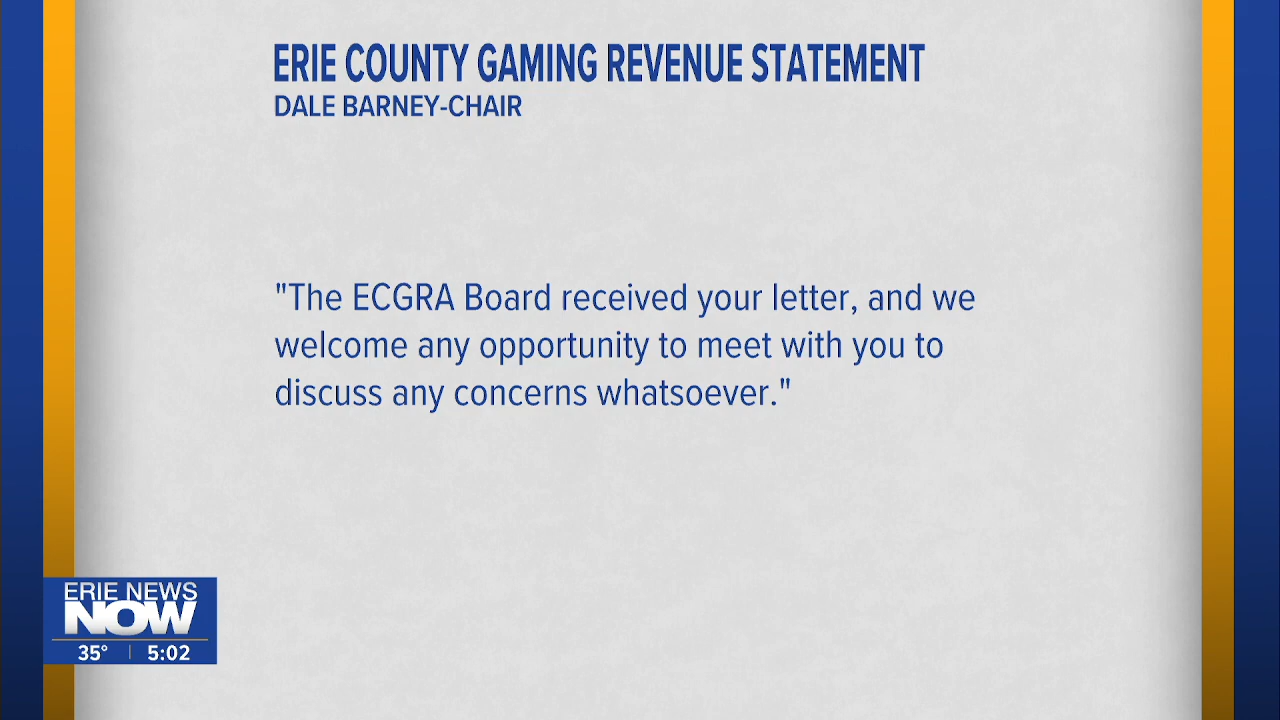 ERIE COUNTY GAMING REVENUE STATEMENT
DALE BARNEY-CHAIR
"The ECGRA Board received your letter, and we
welcome any opportunity to meet with you to
discuss any concerns whatsoever."
ERIE NEWS
NOW
35° | 5:02